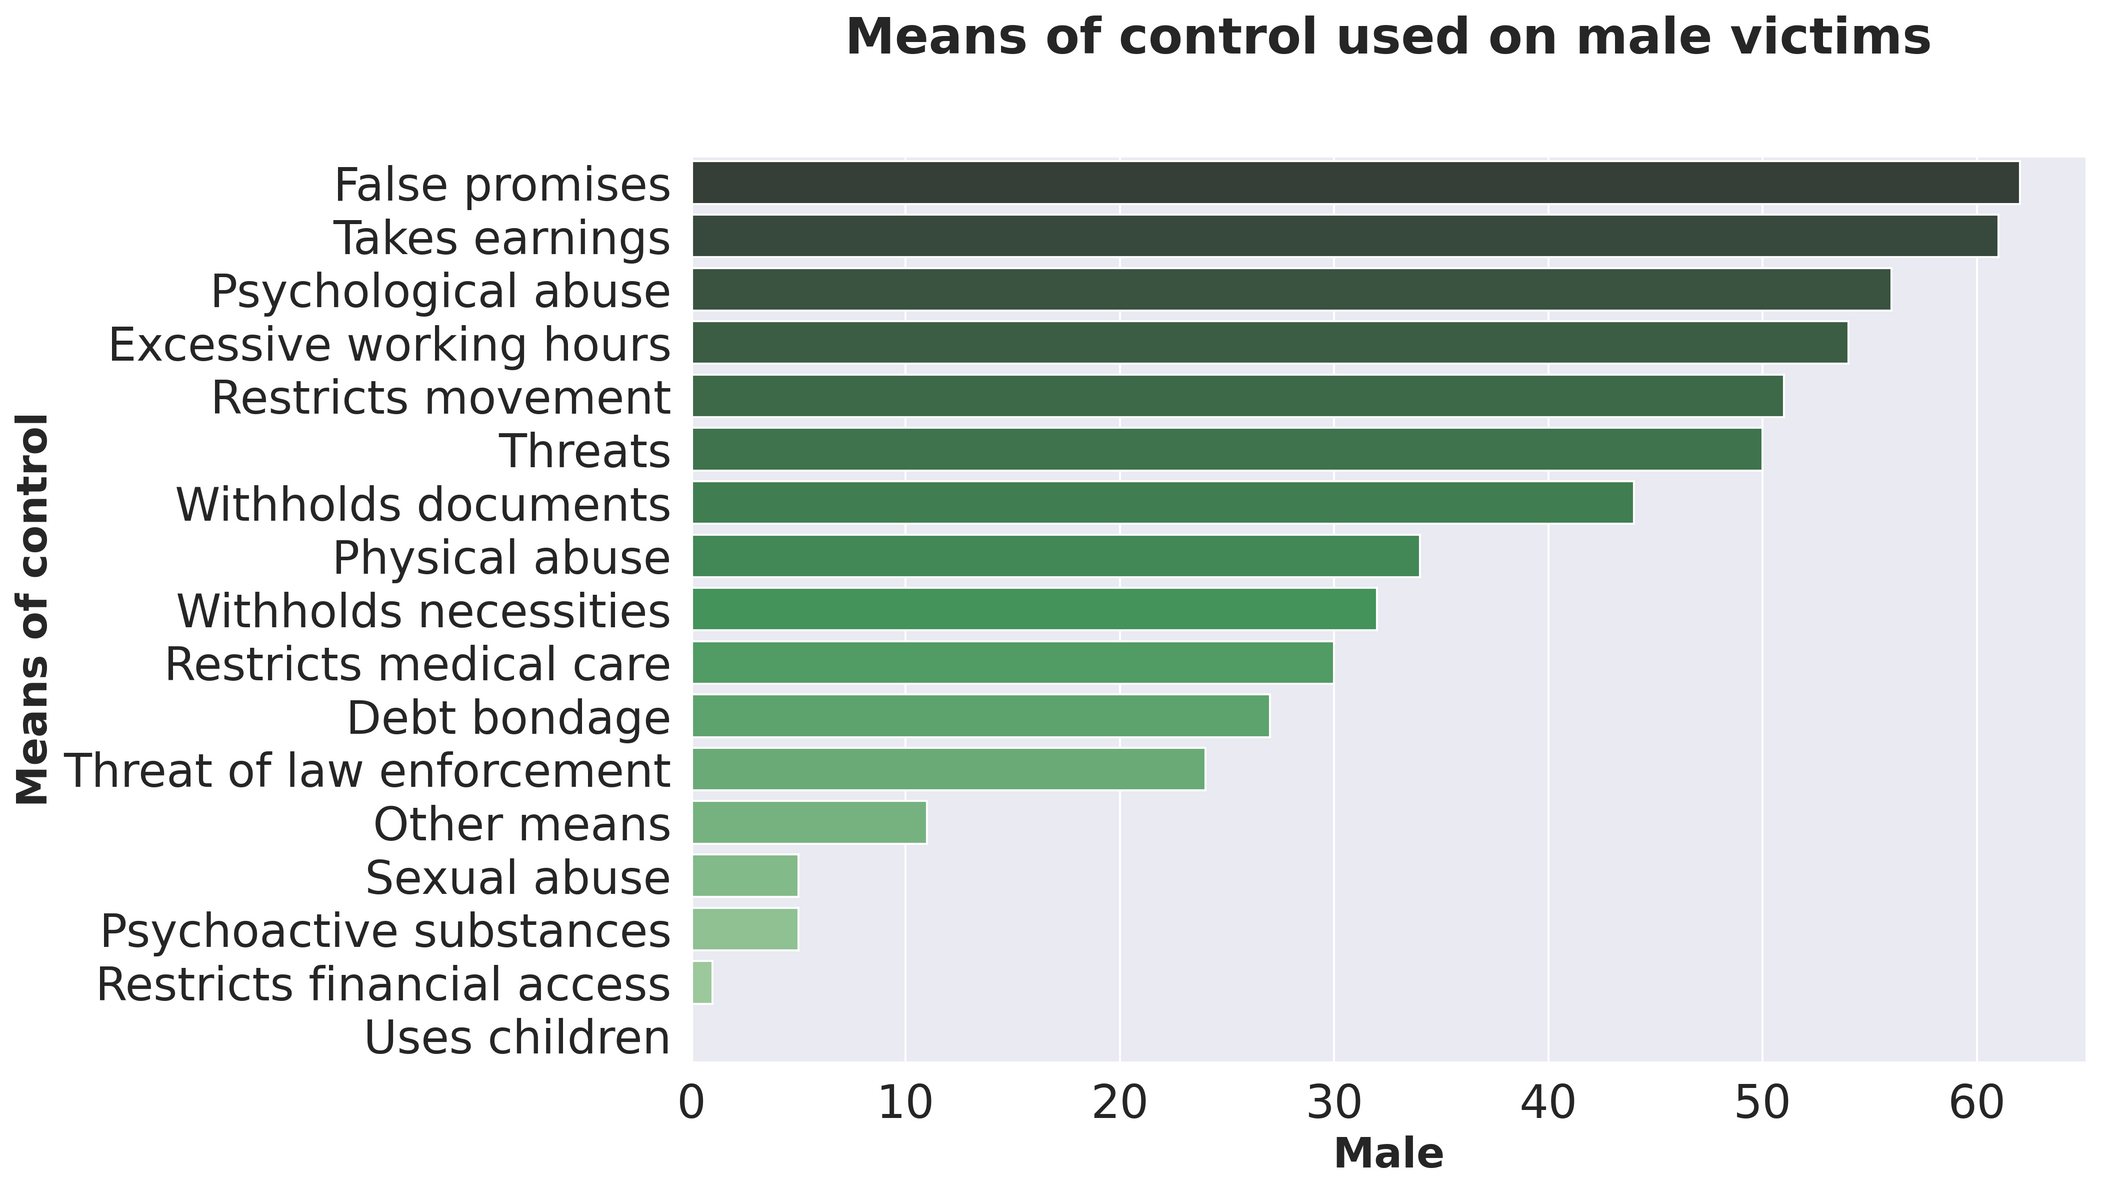 Means of control used on male victims
Means of control
False promises
Takes earnings
Psychological abuse
Excessive working hours
Restricts movement
Threats
Withholds documents
Physical abuse
Withholds necessities
Restricts medical care
Debt bondage
Threat of law enforcement
Other means
Sexual abuse
Psychoactive substances
Restricts financial access
Uses children
0 10 20 30 40 50 60
Male